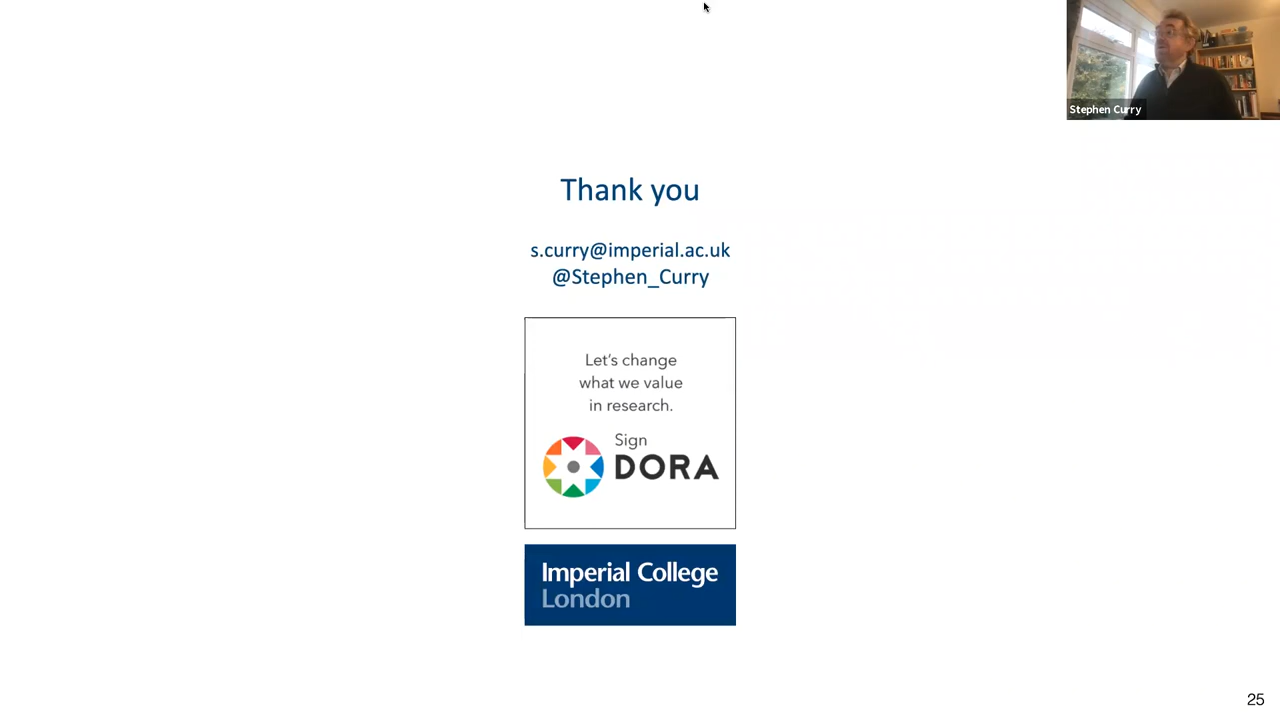 Stephen Curry
Thank you
s.curry@imperial.ac.uk
@Stephen_Curry
Let's change
what we value
in research.
Sign
DORA
Imperial College
London
25